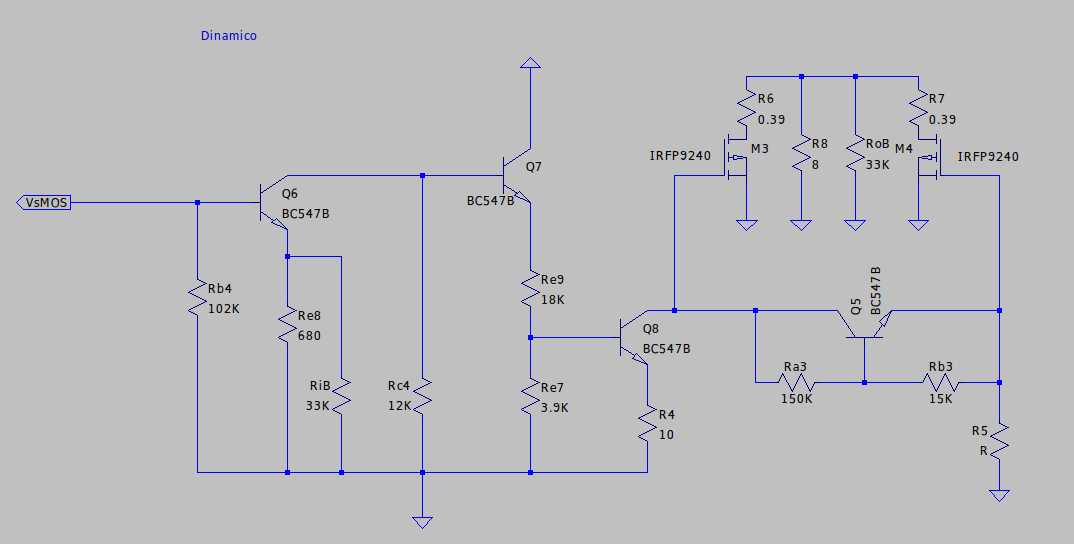 Dinamico
R6
0.39
R7
0.39
IRFP9240
M3
R8
8
RoB
33K
M4
IRFP9240
Q7
BC547B
VsMOS
Q6
BC547B
Rb4
102K
Re8
680
RiB
33K
Rc4
12K
Re9
18K
Re7
3.9K
Q8
BC547B
R4
10
Q5
BC547B
Ra3
150K
Rb3
15K
R5
R